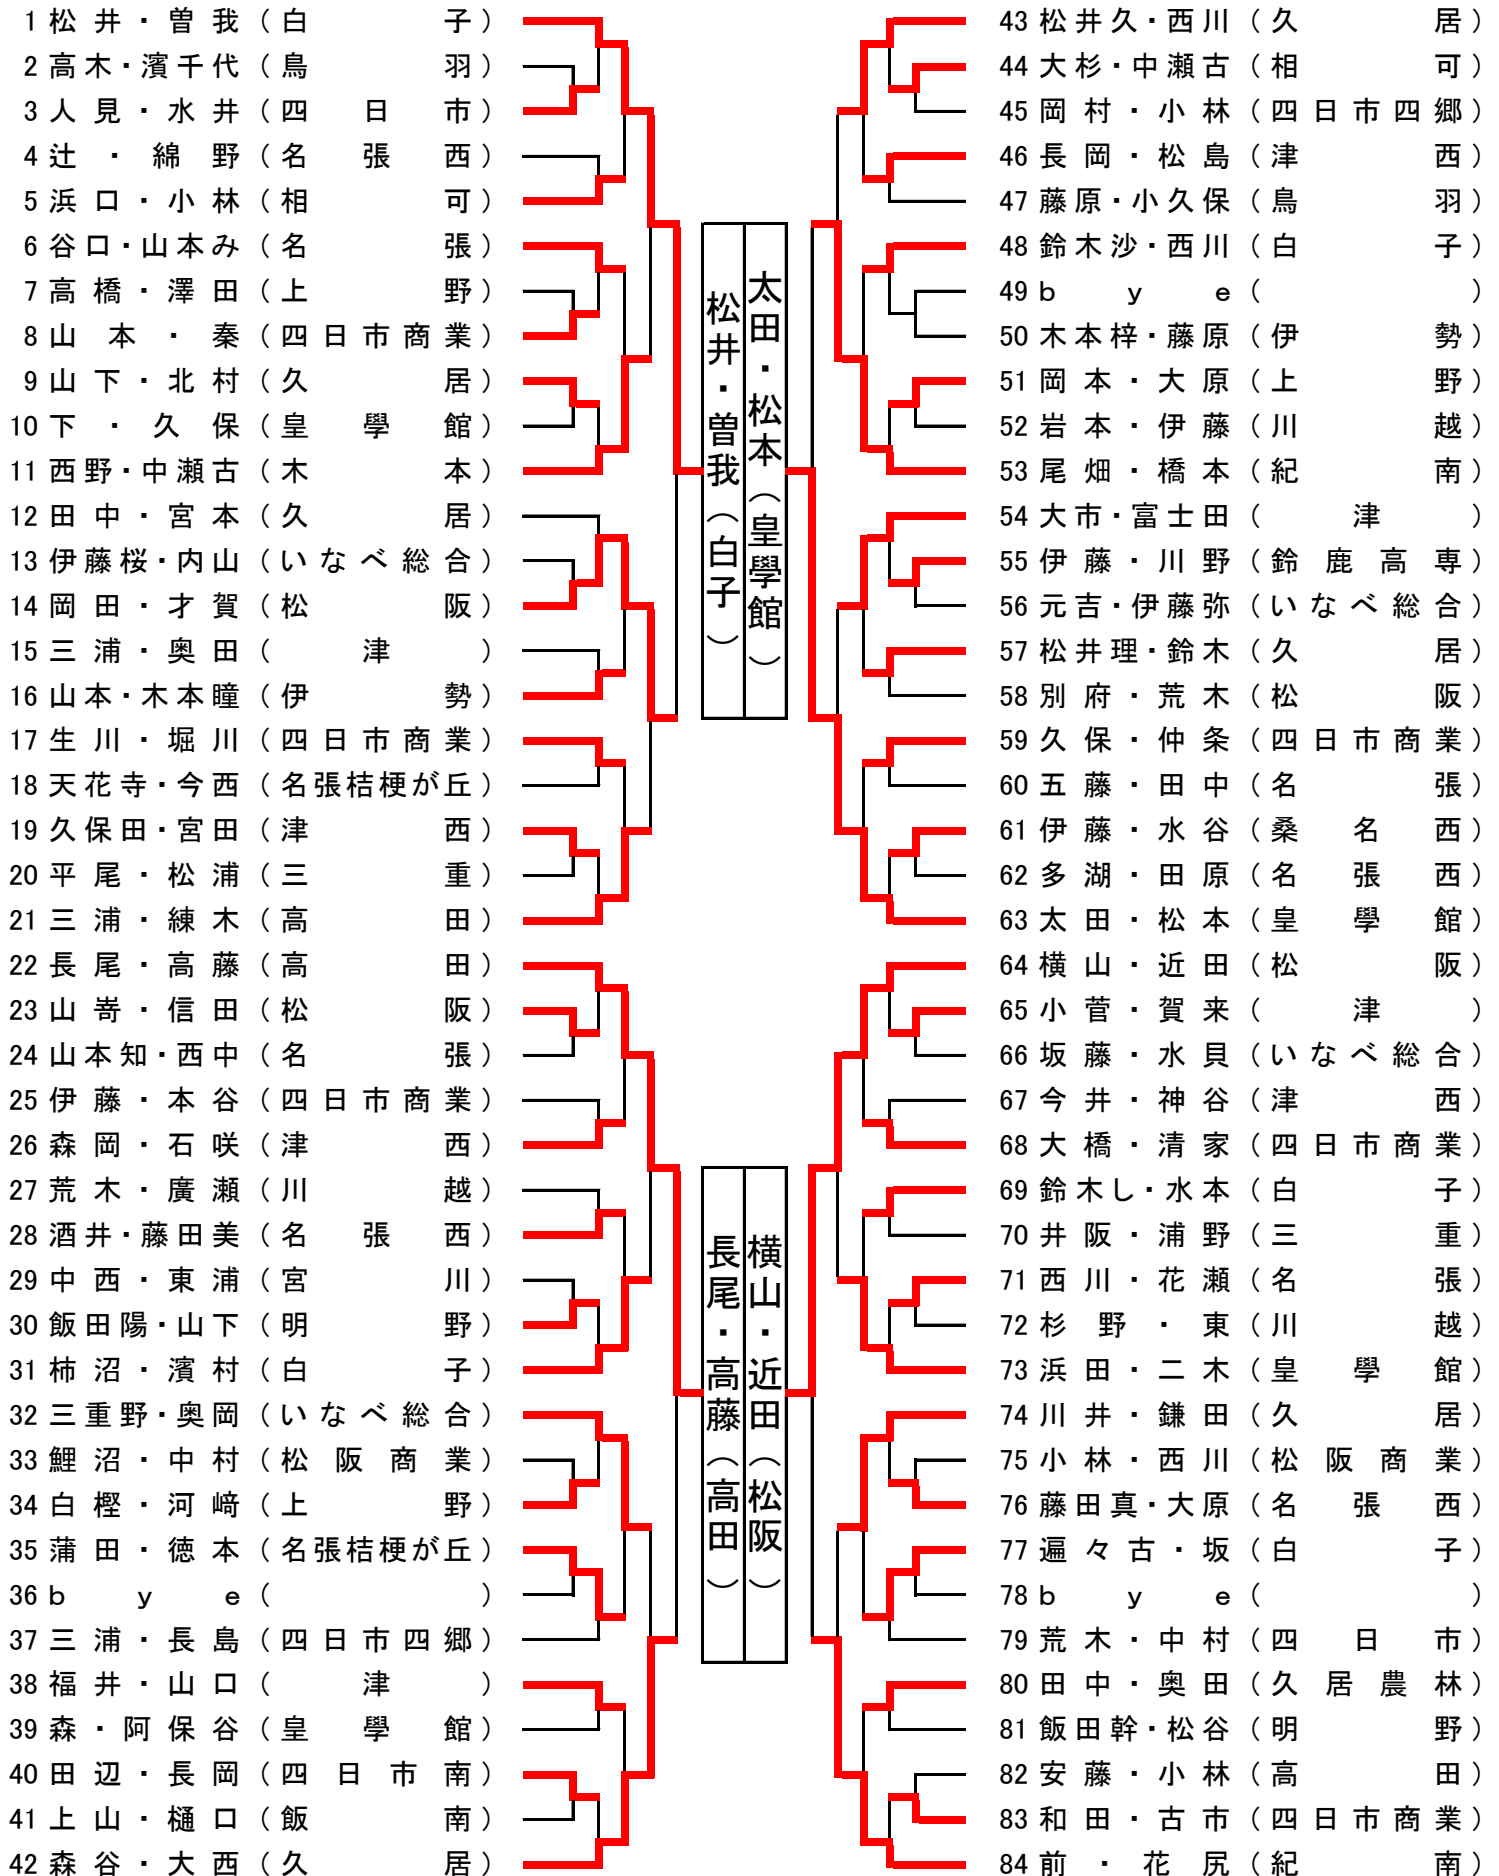 1 松井・曽我（白子）
2 高木・濱千代（鳥羽）
3 人見・水井（四日市）
4 辻・綿野（名張西）
5 浜口・小林（相可）
6 谷口・山本み（名張）
7 高橋・澤田（上野）
8 山本・秦（四日市商業）
9 山下・北村（久居）
10 下・久保（皇學館）
11 西野・中瀬古（木本）
12 田中・宮本（久居）
13 伊藤桜・内山（いなべ総合）
14 岡田・才賀（松阪）
15 三浦・奥田（津）
16 山本・木本瞳（伊勢）
17 生川・堀川（四日市商業）
18 天花寺・今西（名張桔梗が丘）
19 久保田・宮田（津西）
20 平尾・松浦（三重）
21 三浦・練木（高田）
22 長尾・高藤（高田）
23 山嵜・信田（松阪）
24 山本知・西中（名張）
25 伊藤・本谷（四日市商業）
26 森岡・石咲（津西）
27 荒木・廣瀬（川越）
28 酒井・藤田美（名張西）
29 中西・東浦（宮川）
30 飯田陽・山下（明野）
31 柿沼・濱村（白子）
32 三重野・奥岡（いなべ総合）
33 鯉沼・中村（松阪商業）
34 白樫・河﨑（上野）
35 蒲田・徳本（名張桔梗が丘）
36 bye（）
37 三浦・長島（四日市四郷）
38 福井・山口（津）
39 森・阿保谷（皇學館）
40 田辺・長岡（四日市南）
41 上山・樋口（飯南）
42 森谷・大西（久居）
松井・曽我（白子）
太田・松本（皇學館）
長尾・高藤（高田）
横山・近田（松阪）
43 松井久・西川（久居）
44 大杉・中瀬古（相可）
45 岡村・小林（四日市四郷）
46 長岡・松島（津西）
47 藤原・小久保（鳥羽）
48 鈴木沙・西川（白子）
49 bye（）
50 木本梓・藤原（伊勢）
51 岡本・大原（上野）
52 岩本・伊藤（川越）
53 尾畑・橋本（紀南）
54 大市・富士田（津）
55 伊藤・川野（鈴鹿高専）
56 元吉・伊藤弥（いなべ総合）
57 松井理・鈴木（久居）
58 別府・荒木（松阪）
59 久保・仲条（四日市商業）
60 五藤・田中（名張）
61 伊藤・水谷（桑名西）
62 多湖・田原（名張西）
63 太田・松本（皇學館）
64 横山・近田（松阪）
65 小菅・賀来（津）
66 坂藤・水貝（いなべ総合）
67 今井・神谷（津西）
68 大橋・清家（四日市商業）
69 鈴木し・水本（白子）
70 井阪・浦野（三重）
71 西川・花瀬（名張）
72 杉野・東（川越）
73 浜田・二木（皇學館）
74 川井・鎌田（久居）
75 小林・西川（松阪商業）
76 藤田真・大原（名張西）
77 遍々古・坂（白子）
78 bye（）
79 荒木・中村（四日市）
80 田中・奥田（久居農林）
81 飯田幹・松谷（明野）
82 安藤・小林（高田）
83 和田・古市（四日市商業）
84 前・花尻（紀南）